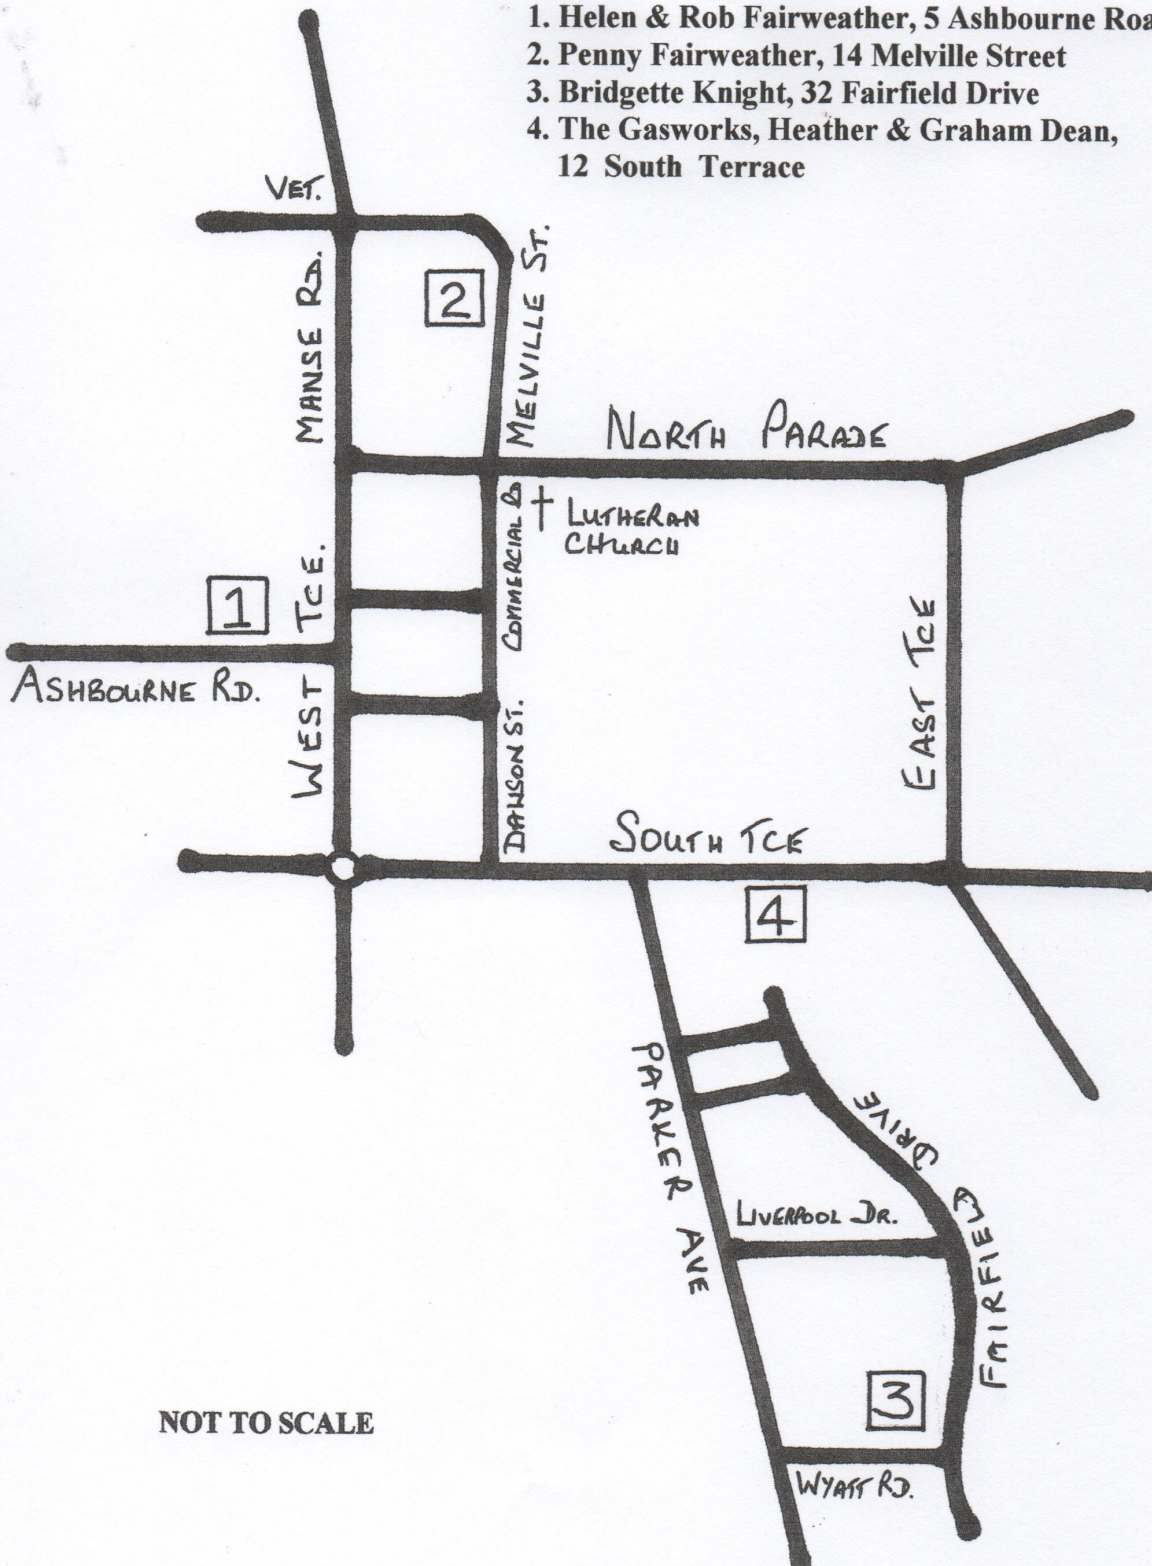 1. Helen & Rob Fairweather, 5 Ashbourne Roa
2. Penny Fairweather, 14 Melville Street
3. Bridgette Knight, 32 Fairfield Drive
4. The Gasworks, Heather & Graham Dean,
12 South Terrace
VET.
MANSE RD.
2
MELVILLE ST.
NORTH PARADE
COMMERCIAL RD
LUTHERAN
CHURCH
1
WEST TCE.
ASHBOURNE RD.
EAST TCE
DAWSON ST.
SOUTH TCE
4
PARKER AVE
FAIRFIELD DRIVE
LIVERPOOL DR.
3
NOT TO SCALE
WYATT RD.